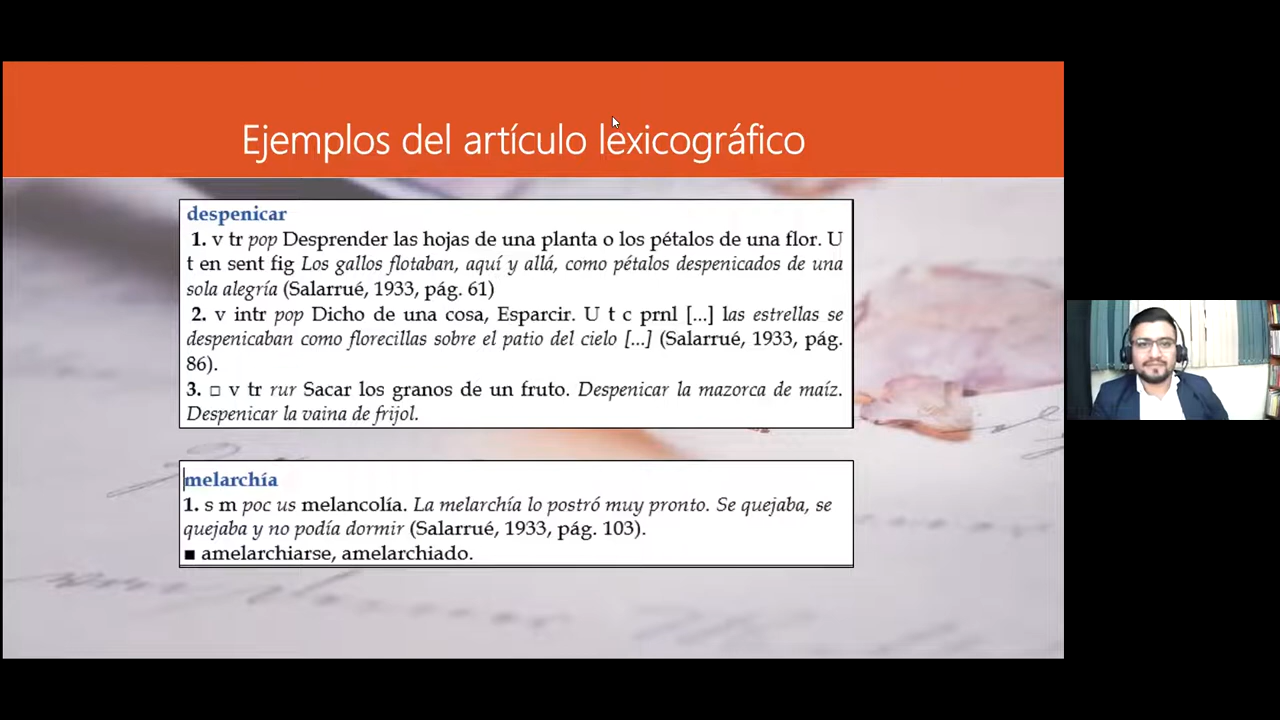 Ejemplos del artículo lexicográfico
despenicar
1. v tr pop Desprender las hojas de una planta o los pétalos de una flor. U
t en sent fig Los gallos flotaban, aquí y allá, como pétalos despenicados de una
sola alegría (Salarrué, 1933, pág. 61)
2. v intr pop Dicho de una cosa, Esparcir. U t c prnl [...] las estrellas se
despenicaban como florecillas sobre el patio del cielo [...] (Salarrué, 1933, pág.
86).
3. □ v tr rur Sacar los granos de un fruto. Despenicar la mazorca de maíz.
Despenicar la vaina de frijol.
melarchía
1. s m poc us melancolía. La melarchía lo postró muy pronto. Se quejaba, se
quejaba y no podía dormir (Salarrué, 1933, pág. 103).
■ amelarchiarse, amelarchiado.